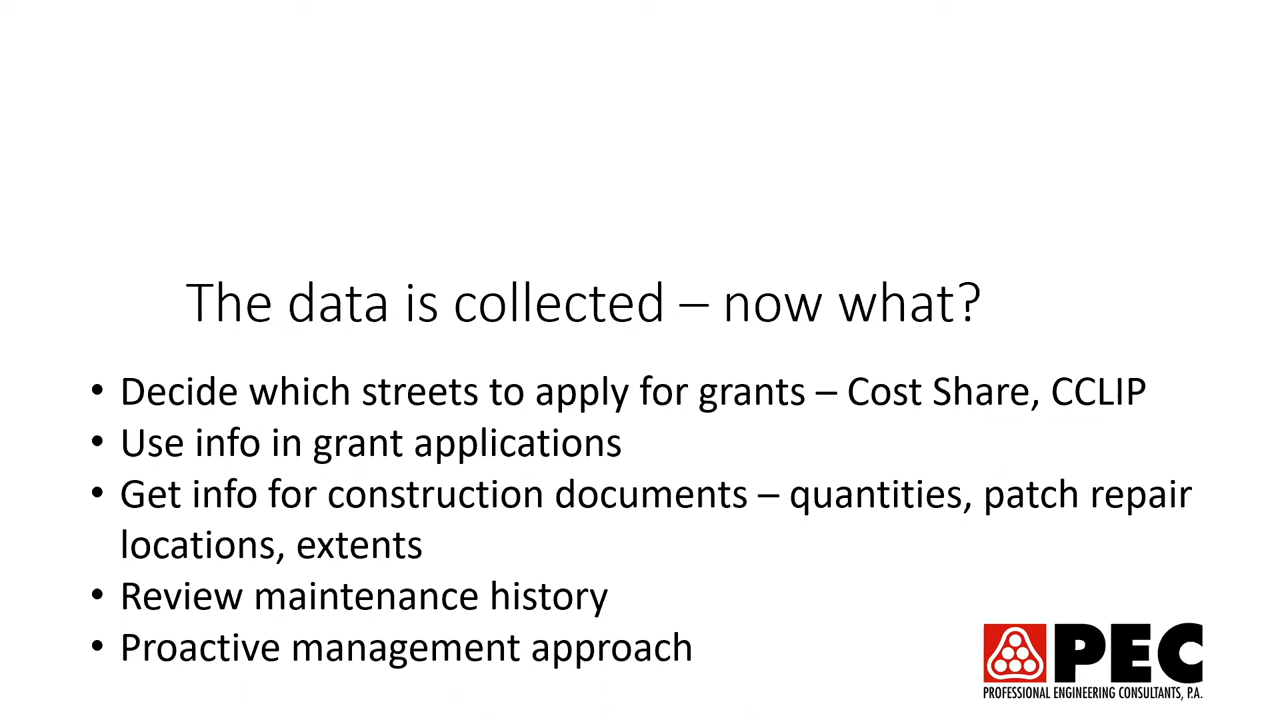 The data is collected – now what?
• Decide which streets to apply for grants – Cost Share, CCLIP
• Use info in grant applications
• Get info for construction documents – quantities, patch repair
locations, extents
• Review maintenance history
• Proactive management approach
PEC
PROFESSIONAL ENGINEERING CONSULTANTS, P.A.